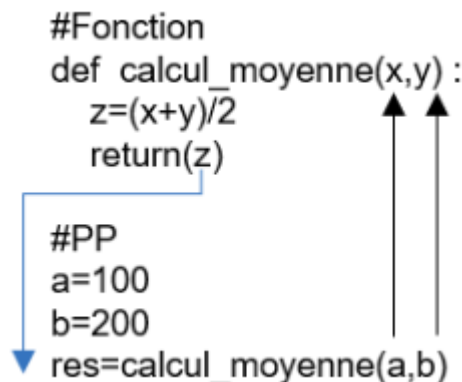 #Fonction
def calcul_moyenne(x,y) :
z=(x+y)/2
return(z)
#PP
a=100
b=200
res=calcul_moyenne(a,b)